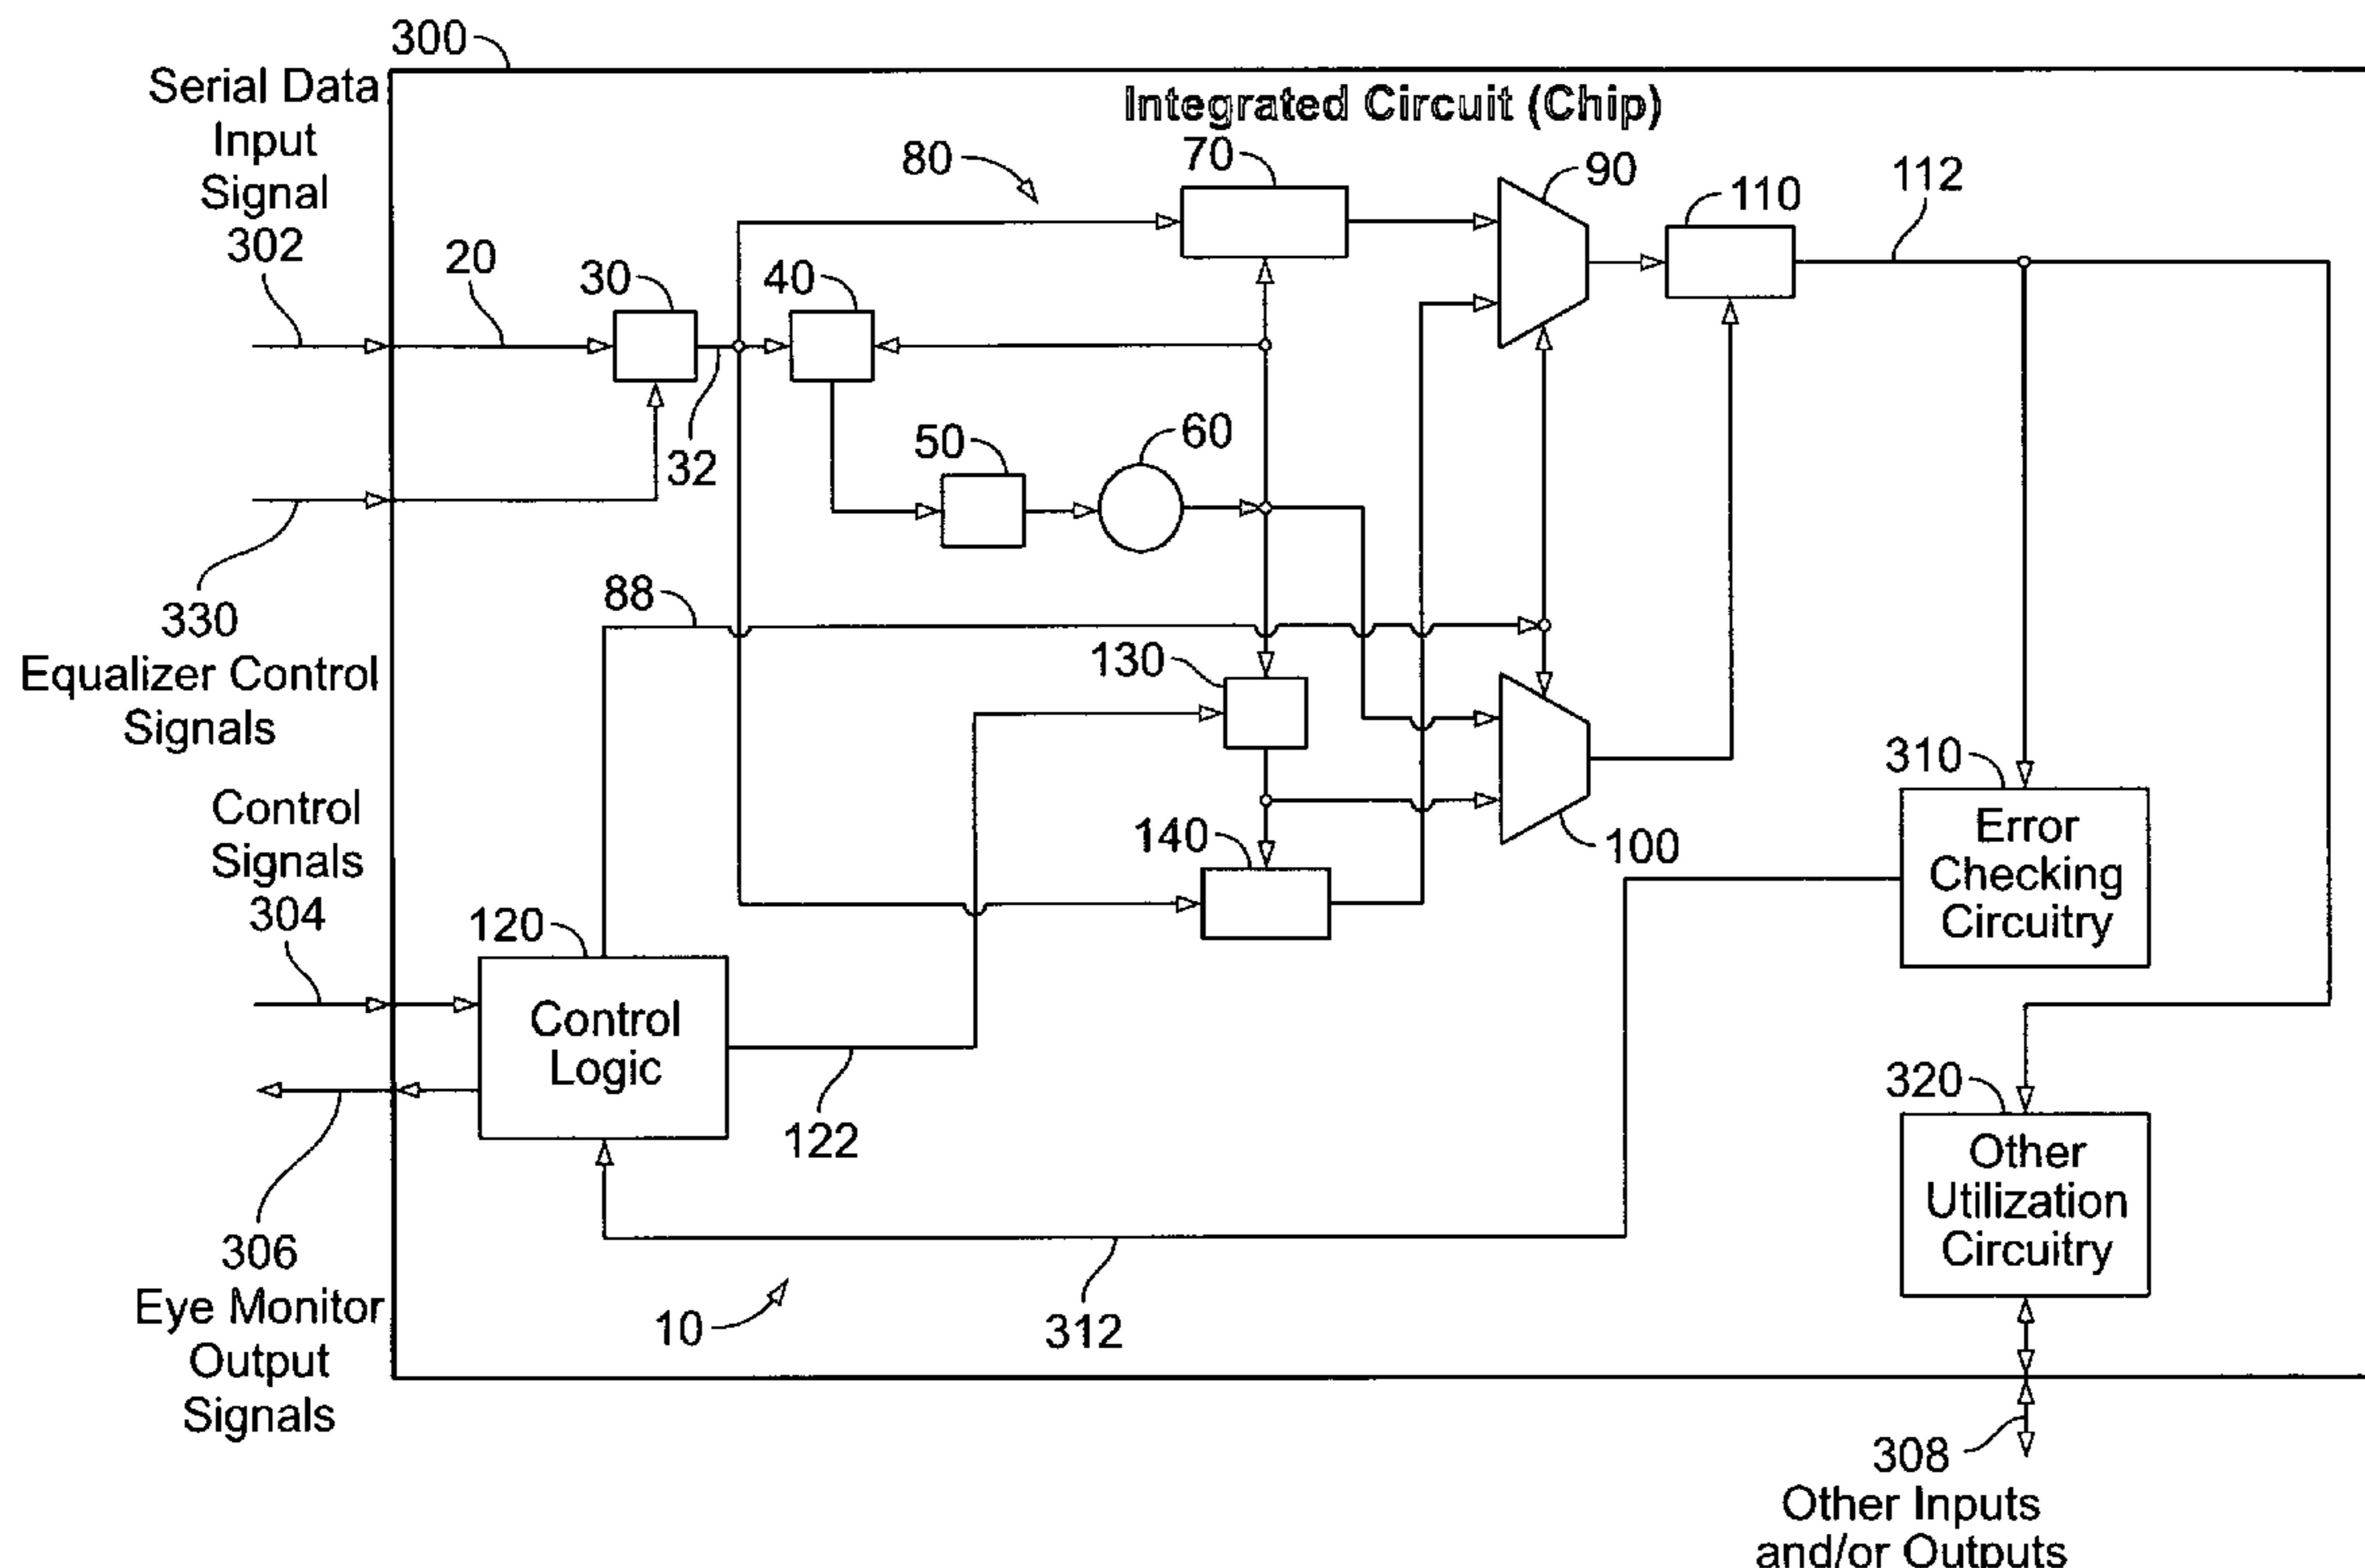 300
Serial Data
Input
Signal
302
Integrated Circuit (Chip)
80
70
90
110
112
20
30
40
32
50
60
330
Equalizer Control
Signals
88
130
Control
Signals
304
120
Control
Logic
122
140
100
310
Error
Checking
Circuitry
320
Other
Utilization
Circuitry
306
Eye Monitor
Output
Signals
10
312
308
Other Inputs
and/or Outputs